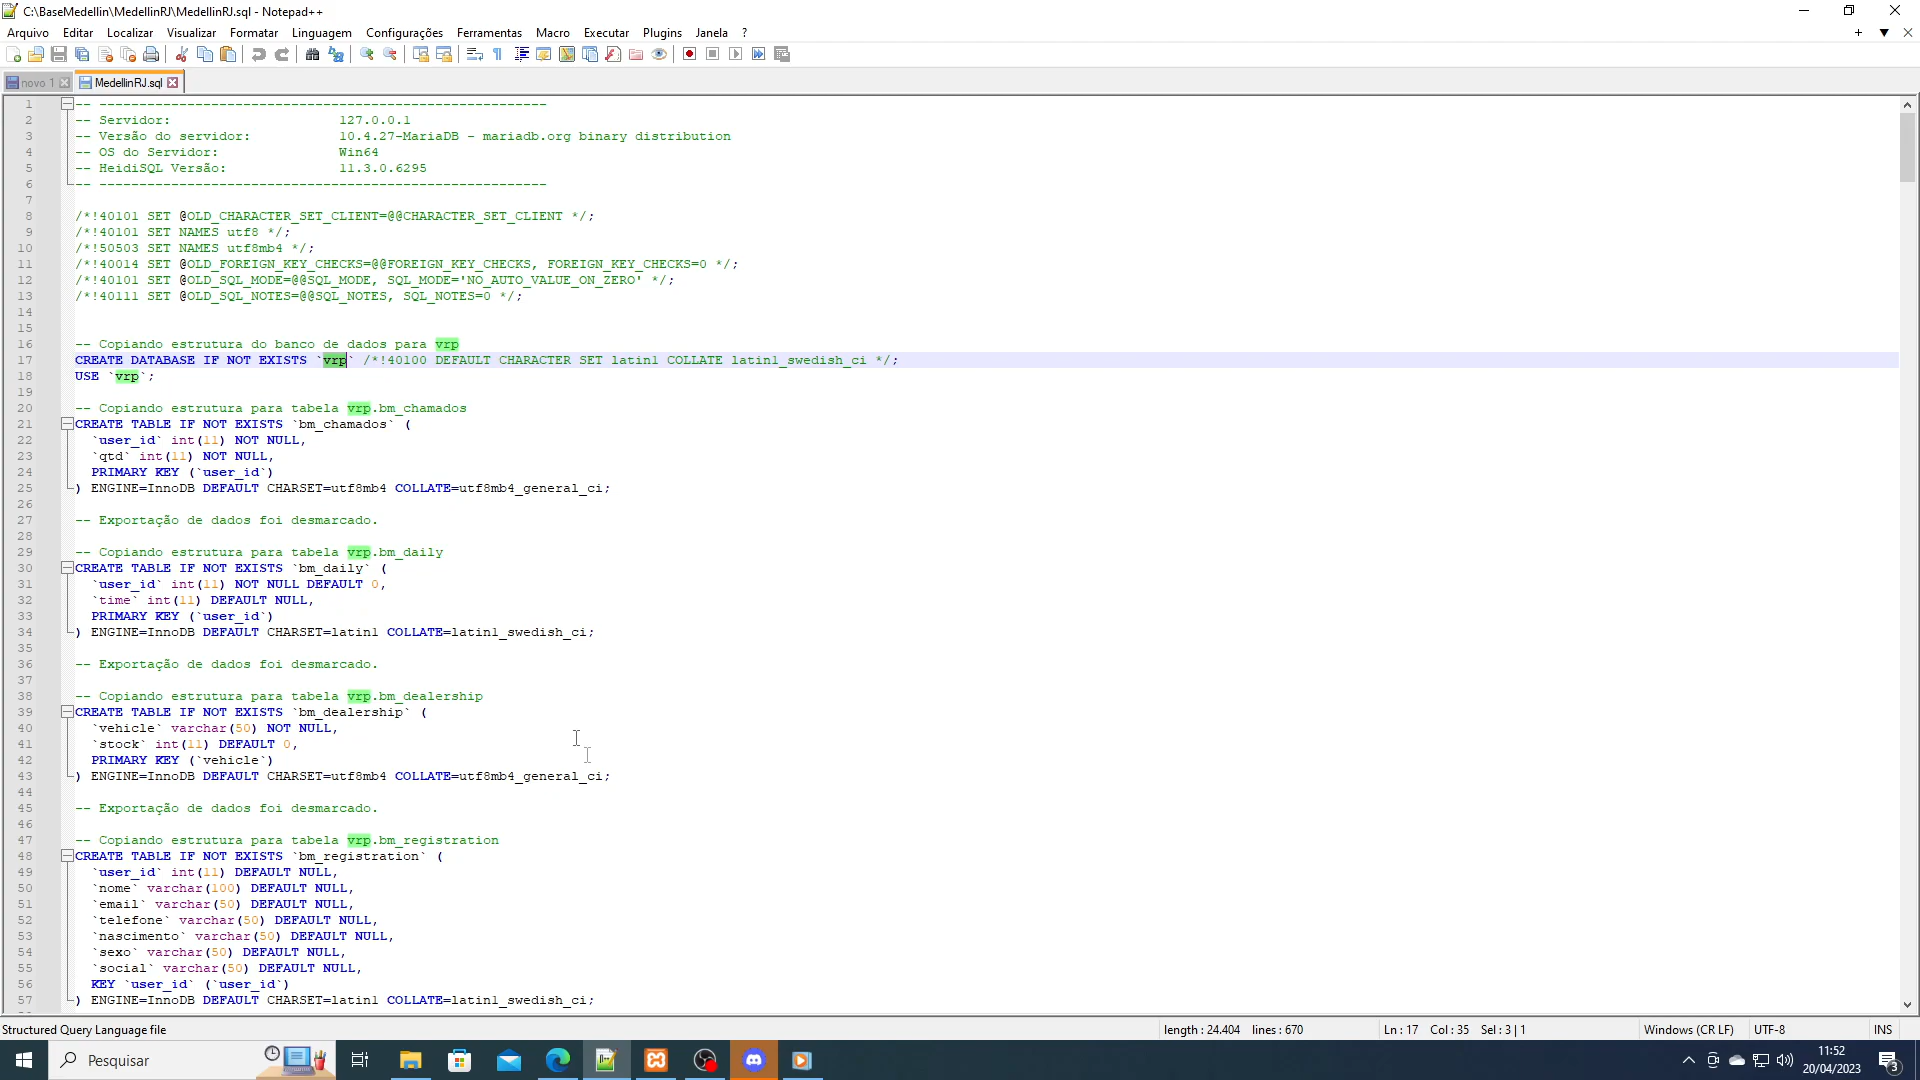 C:\BaseMedellin\MedellinRJ\MedellinRJ.sql - Notepad++
Arquivo Editar Localizar Visualizar Formatar Linguagem Configurações Ferramentas Macro Executar Plugins Janela ?
novo 1 MedellinRJ.sql
1 -- --------------------------------------------------------
2 -- Servidor: 127.0.0.1
3 -- Versão do servidor: 10.4.27-MariaDB - mariadb.org binary distribution
4 -- OS do Servidor: Win64
5 -- HeidiSQL Versão: 11.3.0.6295
6 -- --------------------------------------------------------
7
8 /*!40101 SET @OLD_CHARACTER_SET_CLIENT=@@CHARACTER_SET_CLIENT */;
9 /*!40101 SET NAMES utf8 */;
10 /*!50503 SET NAMES utf8mb4 */;
11 /*!40014 SET @OLD_FOREIGN_KEY_CHECKS=@@FOREIGN_KEY_CHECKS, FOREIGN_KEY_CHECKS=0 */;
12 /*!40101 SET @OLD_SQL_MODE=@@SQL_MODE, SQL_MODE='NO_AUTO_VALUE_ON_ZERO' */;
13 /*!40111 SET @OLD_SQL_NOTES=@@SQL_NOTES, SQL_NOTES=0 */;
14
15
16 -- Copiando estrutura do banco de dados para vrp
17 CREATE DATABASE IF NOT EXISTS `vrp` /*!40100 DEFAULT CHARACTER SET latin1 COLLATE latin1_swedish_ci */;
18 USE `vrp`;
19
20 -- Copiando estrutura para tabela vrp.bm_chamados
21 CREATE TABLE IF NOT EXISTS `bm_chamados` (
22 `user_id` int(11) NOT NULL,
23 `qtd` int(11) NOT NULL,
24 PRIMARY KEY (`user_id`)
25 ) ENGINE=InnoDB DEFAULT CHARSET=utf8mb4 COLLATE=utf8mb4_general_ci;
26
27 -- Exportação de dados foi desmarcado.
28
29 -- Copiando estrutura para tabela vrp.bm_daily
30 CREATE TABLE IF NOT EXISTS `bm_daily` (
31 `user_id` int(11) NOT NULL DEFAULT 0,
32 `time` int(11) DEFAULT NULL,
33 PRIMARY KEY (`user_id`)
34 ) ENGINE=InnoDB DEFAULT CHARSET=latin1 COLLATE=latin1_swedish_ci;
35
36 -- Exportação de dados foi desmarcado.
37
38 -- Copiando estrutura para tabela vrp.bm_dealership
39 CREATE TABLE IF NOT EXISTS `bm_dealership` (
40 `vehicle` varchar(50) NOT NULL,
41 `stock` int(11) DEFAULT 0,
42 PRIMARY KEY (`vehicle`)
43 ) ENGINE=InnoDB DEFAULT CHARSET=utf8mb4 COLLATE=utf8mb4_general_ci;
44
45 -- Exportação de dados foi desmarcado.
46
47 -- Copiando estrutura para tabela vrp.bm_registration
48 CREATE TABLE IF NOT EXISTS `bm_registration` (
49 `user_id` int(11) DEFAULT NULL,
50 `nome` varchar(100) DEFAULT NULL,
51 `email` varchar(50) DEFAULT NULL,
52 `telefone` varchar(50) DEFAULT NULL,
53 `nascimento` varchar(50) DEFAULT NULL,
54 `sexo` varchar(50) DEFAULT NULL,
55 `social` varchar(50) DEFAULT NULL,
56 KEY `user_id` (`user_id`)
57 ) ENGINE=InnoDB DEFAULT CHARSET=latin1 COLLATE=latin1_swedish_ci;
Structured Query Language file length : 24.404 lines : 670 Ln : 17 Col : 35 Sel : 3 | 1 Windows (CR LF) UTF-8 INS
Pesquisar 11:52
20/04/2023 3